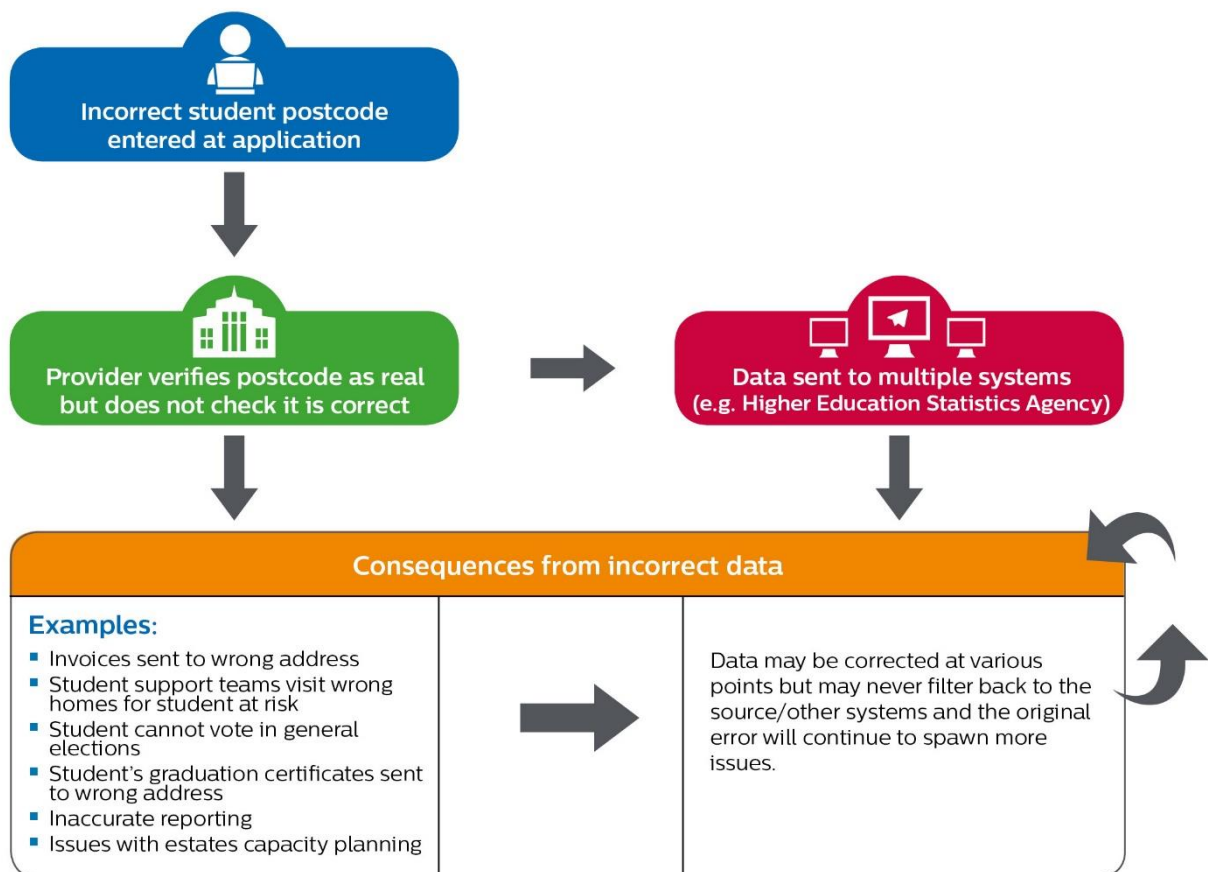 Incorrect student postcode
entered at application
Provider verifies postcode as real
but does not check it is correct
Data sent to multiple systems
(e.g. Higher Education Statistics Agency)
Consequences from incorrect data
Examples:
▪ Invoices sent to wrong address
▪ Student support teams visit wrong
homes for student at risk
▪ Student cannot vote in general
elections
▪ Student’s graduation certificates sent
to wrong address
▪ Inaccurate reporting
▪ Issues with estates capacity planning
Data may be corrected at various
points but may never filter back to the
source/other systems and the original
error will continue to spawn more
issues.